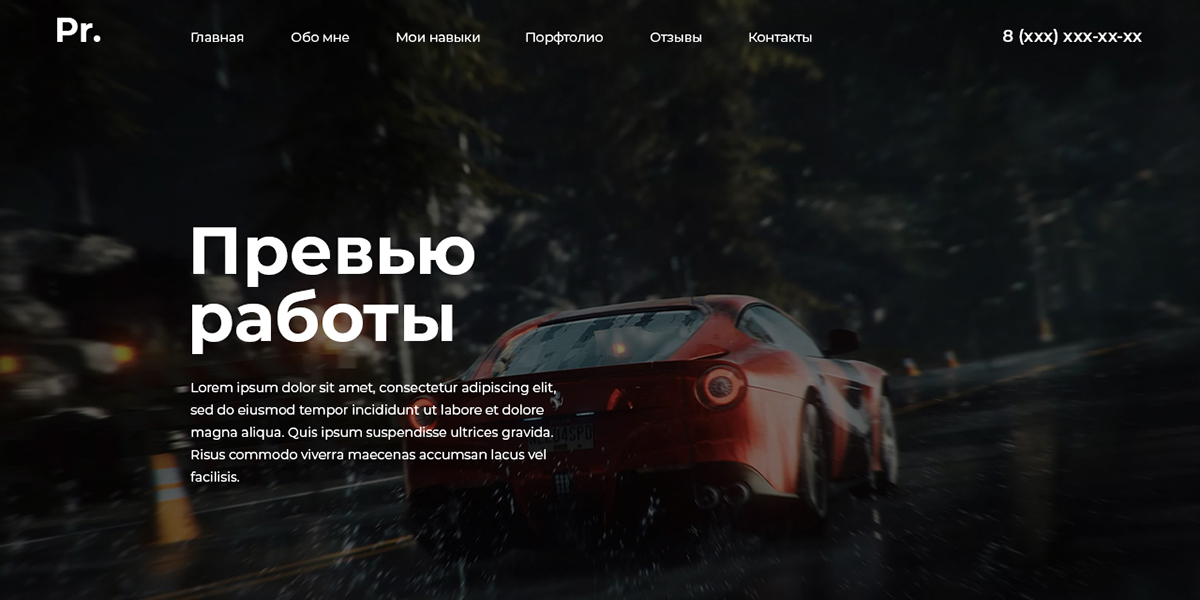 Pr.
Главная Обо мне Мои навыки Порфтолио Отзывы Контакты 8 (xxx) xxx-xx-xx
Превью
работы
Lorem ipsum dolor sit amet, consectetur adipiscing elit,
sed do eiusmod tempor incididunt ut labore et dolore
magna aliqua. Quis ipsum suspendisse ultrices gravida.
Risus commodo viverra maecenas accumsan lacus vel
facilisis.